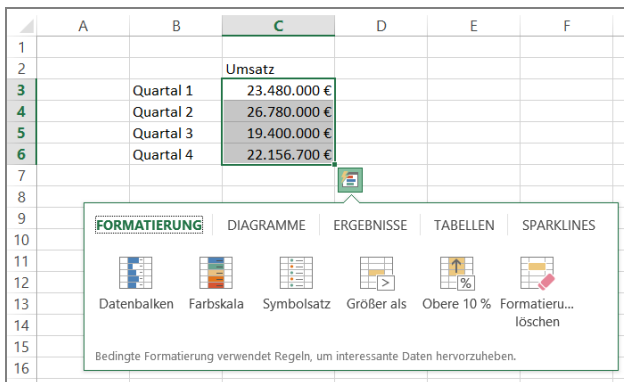 A B C D E F
1
2 Umsatz
3 Quartal 1 23.480.000 €
4 Quartal 2 26.780.000 €
5 Quartal 3 19.400.000 €
6 Quartal 4 22.156.700 €
7
8
9
10
11
12
13
14
15
16
FORMATIERUNG DIAGRAMME ERGEBNISSE TABELLEN SPARKLINES
> %
Datenbalken Farbskala Symbolsatz Größer als Obere 10 % Formatieru...
löschen
Bedingte Formatierung verwendet Regeln, um interessante Daten hervorzuheben.